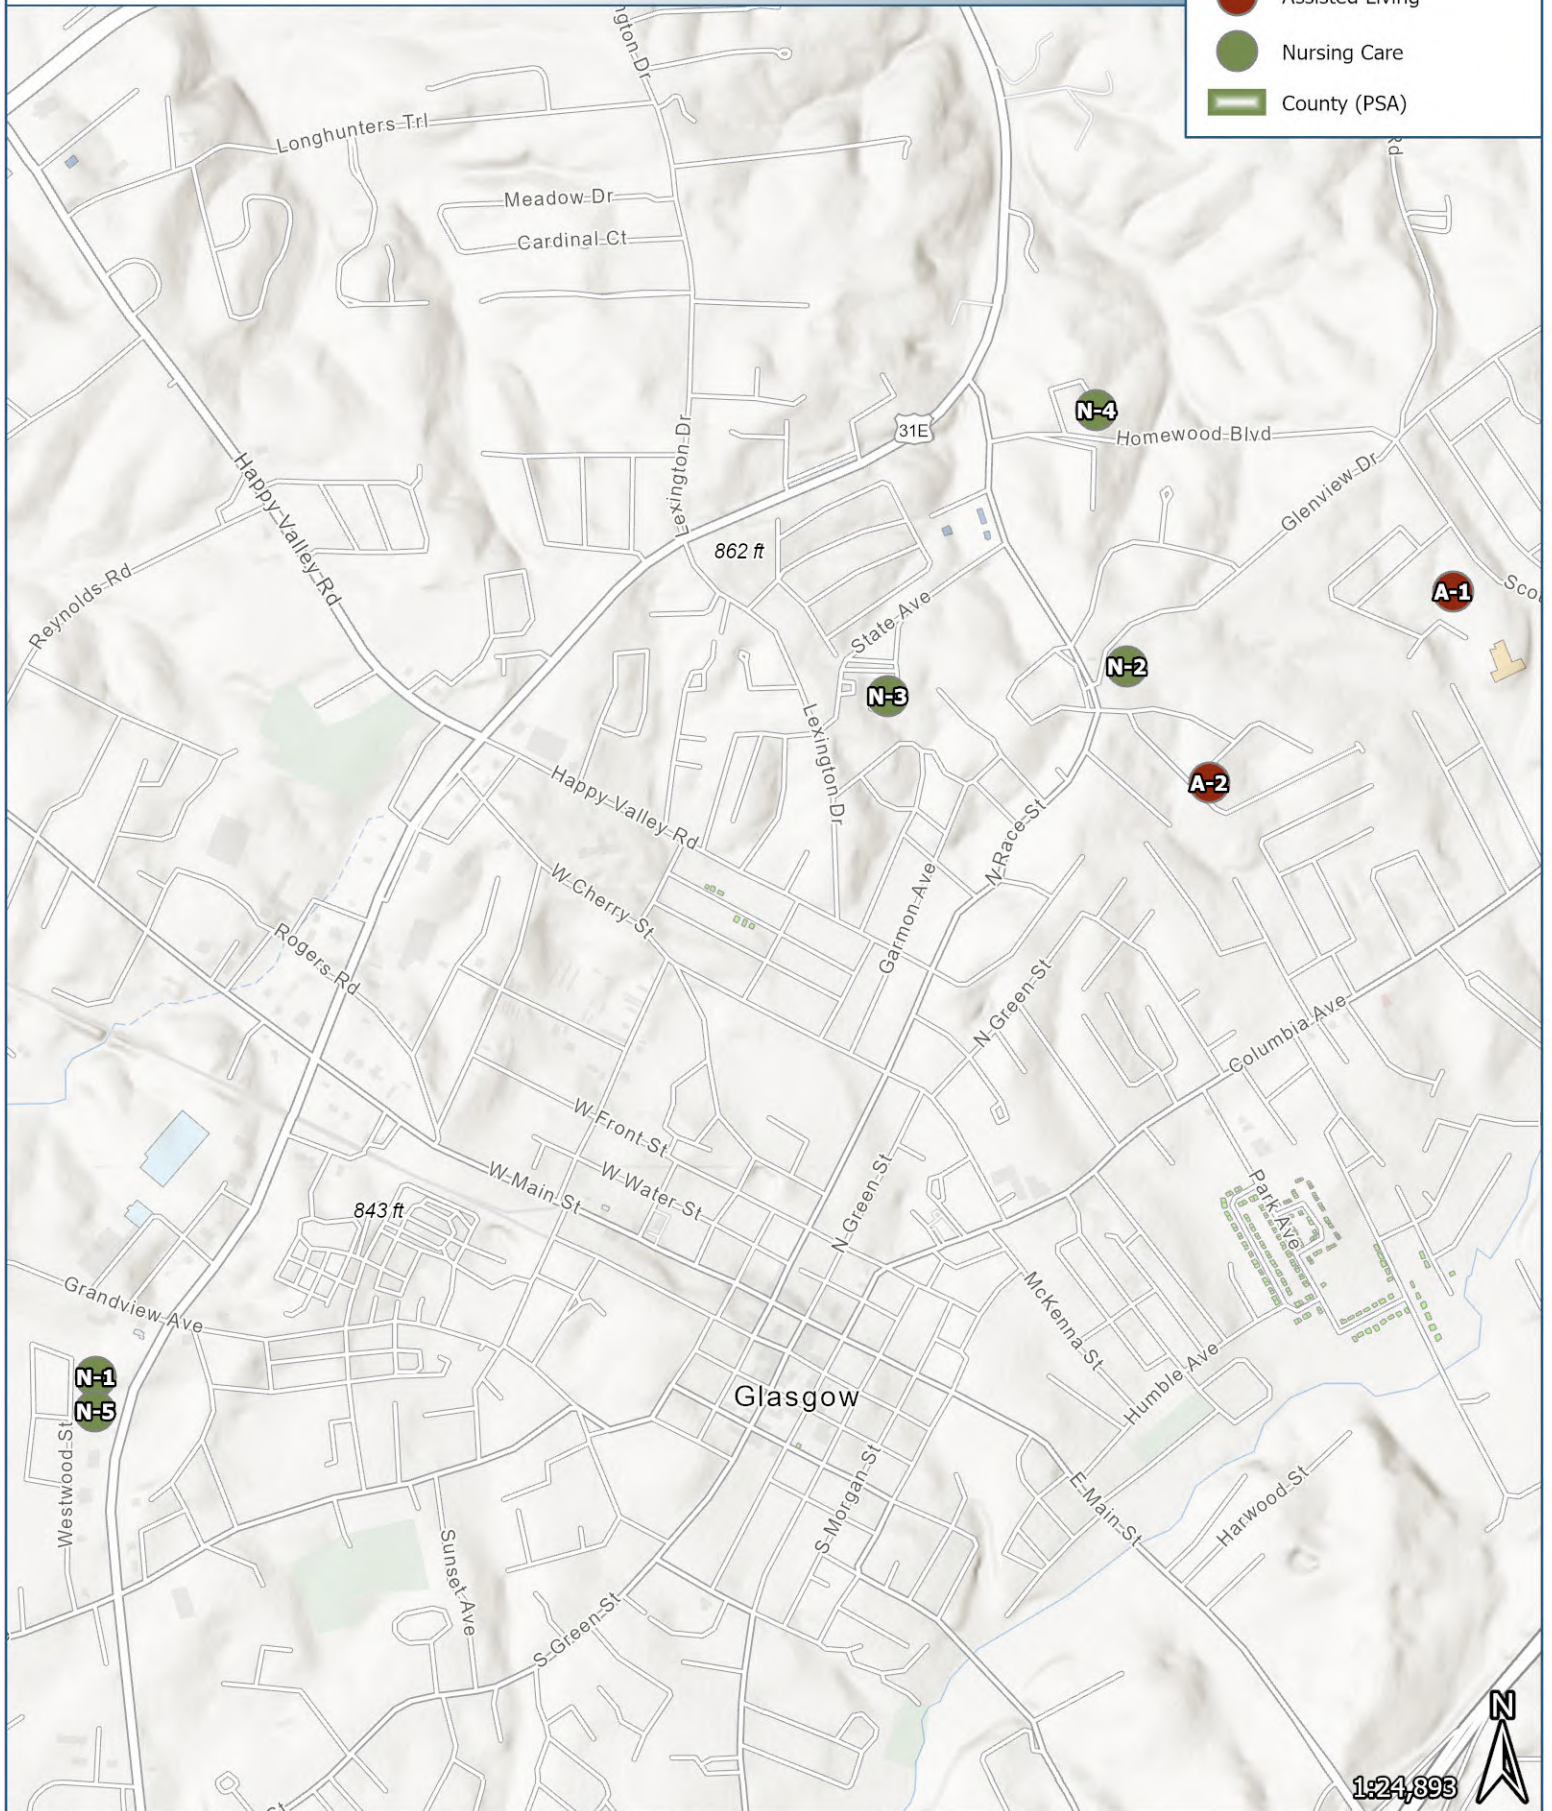 Assisted Living
Nursing Care
County (PSA)
Longhunters Trl
Meadow Dr
Cardinal Ct
N-4
31E
Homewood Blvd
Lexington Dr
Happy Valley Rd
Glenview Dr
862 ft
Reynolds Rd
State Ave
A-1
N-2
N-3
Lexington Dr
A-2
Happy Valley Rd
N Race St
W Cherry St
Garmon Ave
Rogers Rd
N Green St
Columbia Ave
W Front St
W Water St
W Main St
N Green St
Park Ave
843 ft
Grandview Ave
McKenna St
N-1
N-5
Humble Ave
Glasgow
Westwood St
S Morgan St
E Main St
Harwood St
Sunset Ave
S Green St
N
1:24,893